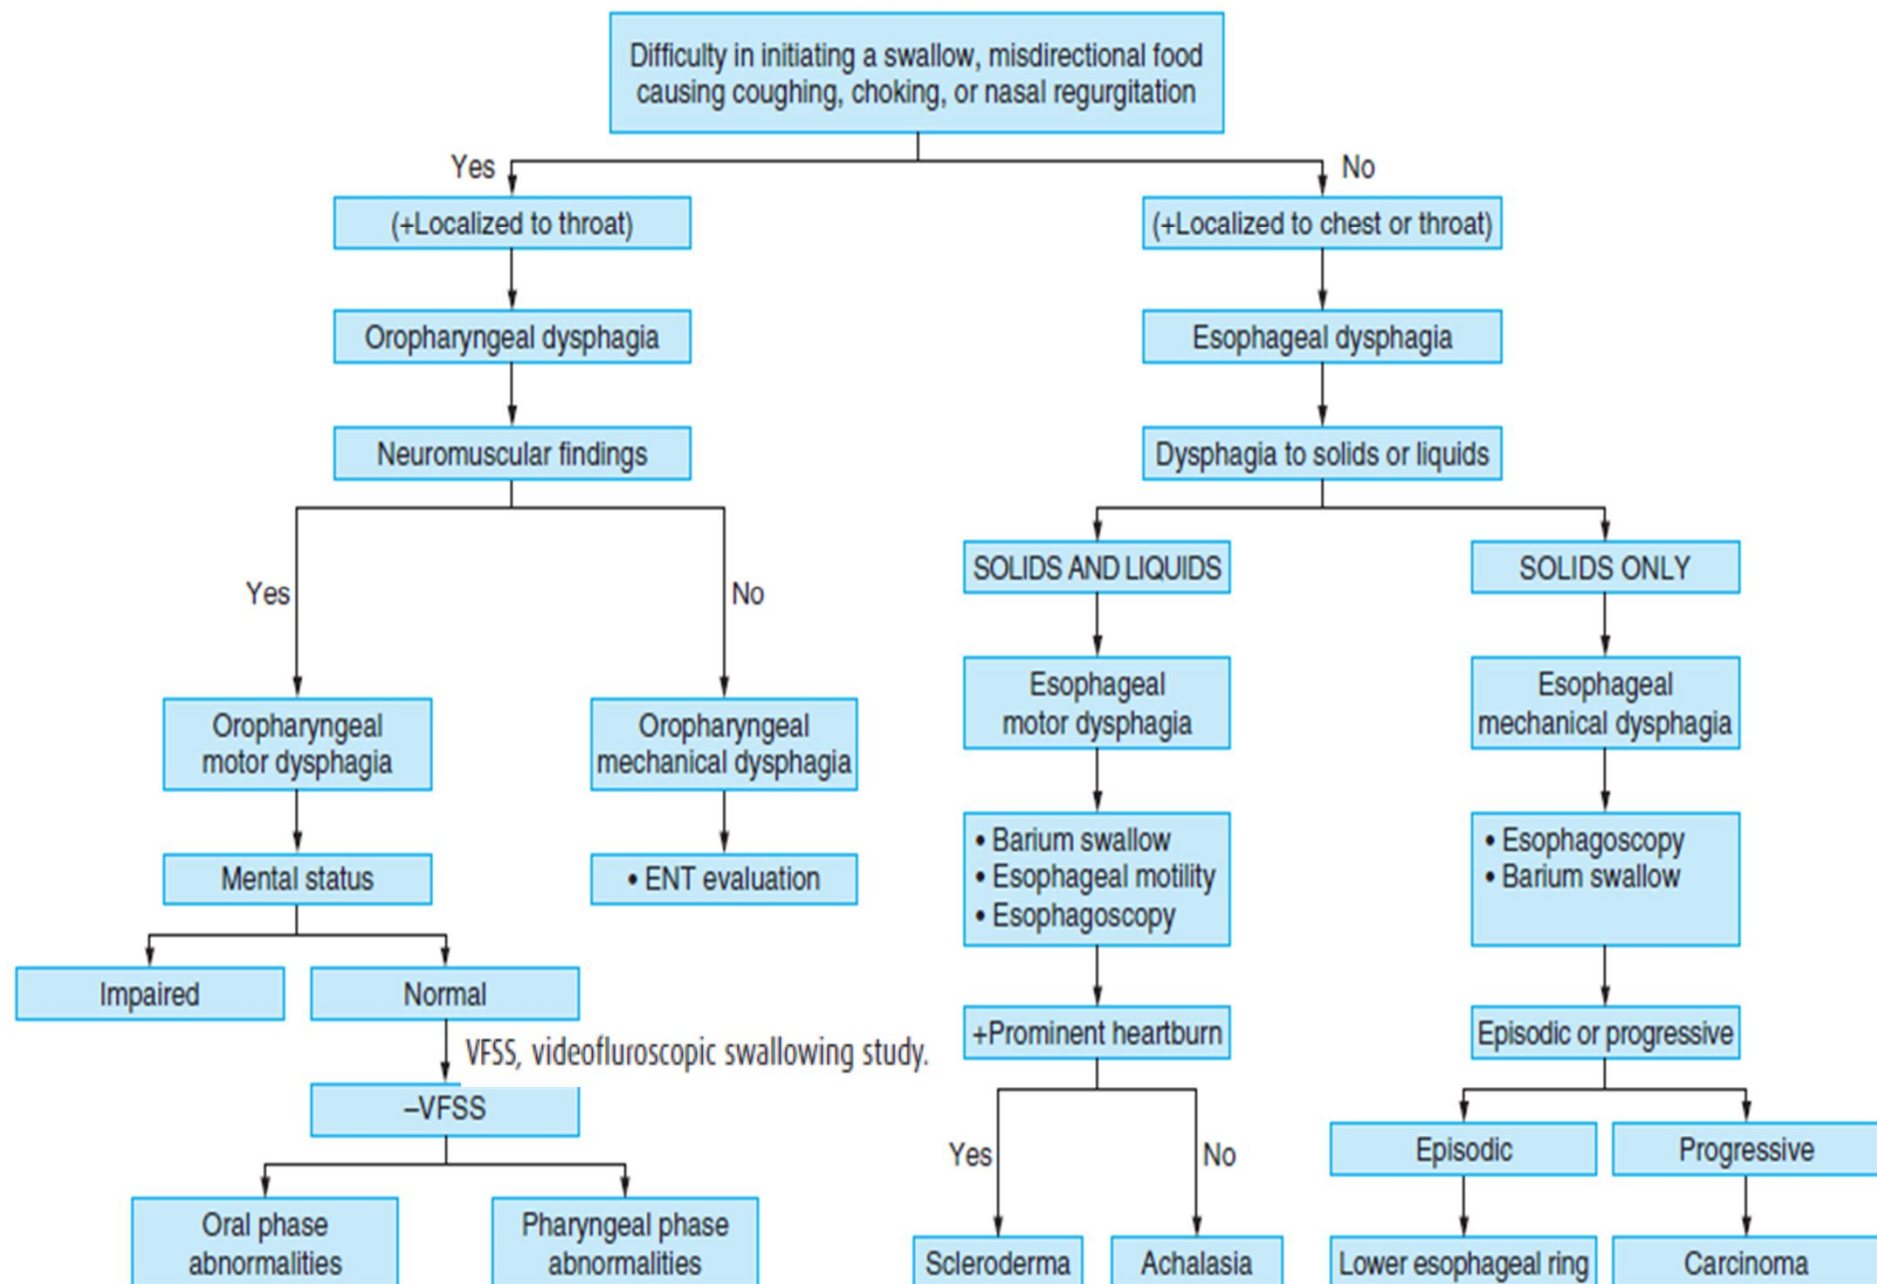 Difficulty in initiating a swallow, misdirectional food
causing coughing, choking, or nasal regurgitation
Yes
No
(+Localized to throat)
(+Localized to chest or throat)
Oropharyngeal dysphagia
Esophageal dysphagia
Neuromuscular findings
Dysphagia to solids or liquids
Yes
No
SOLIDS AND LIQUIDS
SOLIDS ONLY
Oropharyngeal
motor dysphagia
Oropharyngeal
mechanical dysphagia
Esophageal
motor dysphagia
Esophageal
mechanical dysphagia
Mental status
• ENT evaluation
• Barium swallow
• Esophageal motility
• Esophagoscopy
• Esophagoscopy
• Barium swallow
Impaired
Normal
+Prominent heartburn
Episodic or progressive
VFSS, videofluroscopic swallowing study.
–VFSS
Yes
No
Episodic
Progressive
Oral phase
abnormalities
Pharyngeal phase
abnormalities
Scleroderma
Achalasia
Lower esophageal ring
Carcinoma